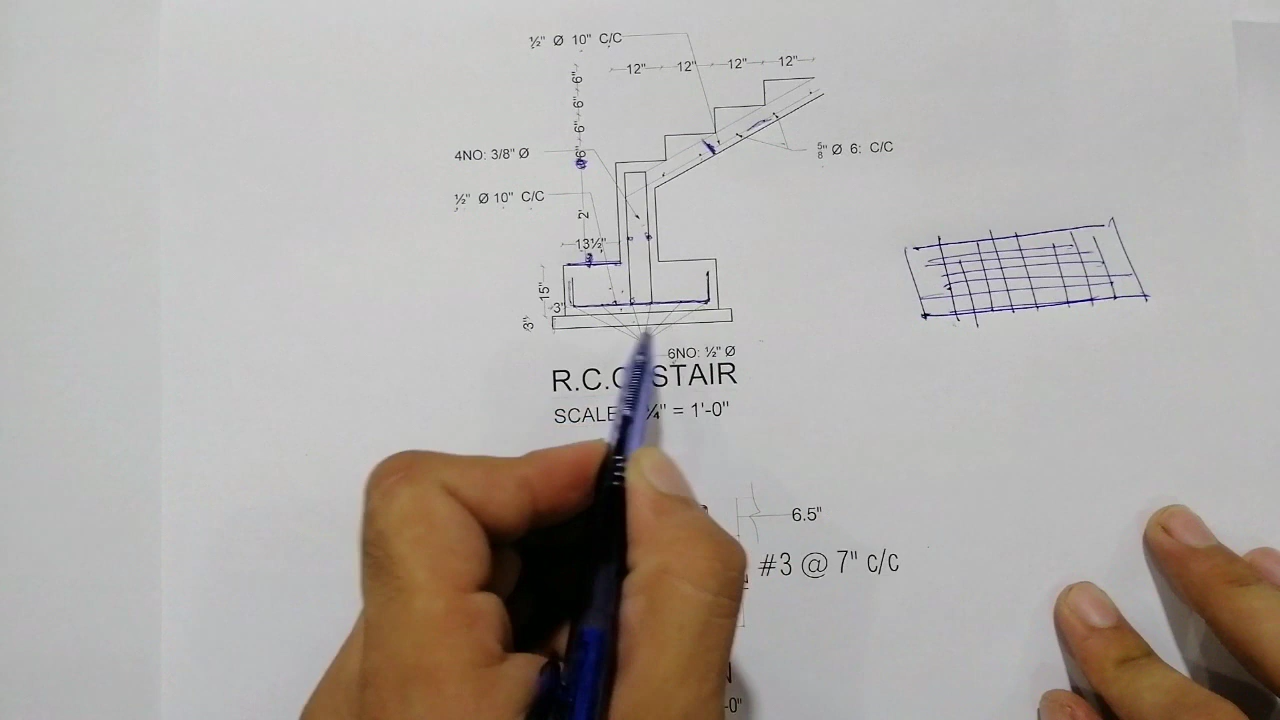 ½" Ø 10" C/C
12" 12" 12" 12"
6"
6"
6"
6"
4NO: 3/8" Ø
⅝" Ø 6: C/C
½" Ø 10" C/C
2'
13½"
15"
3"
3"
6NO: ½" Ø
R.C.C STAIR
SCALE ¼" = 1'-0"
6.5"
#3 @ 7" c/c
-0"